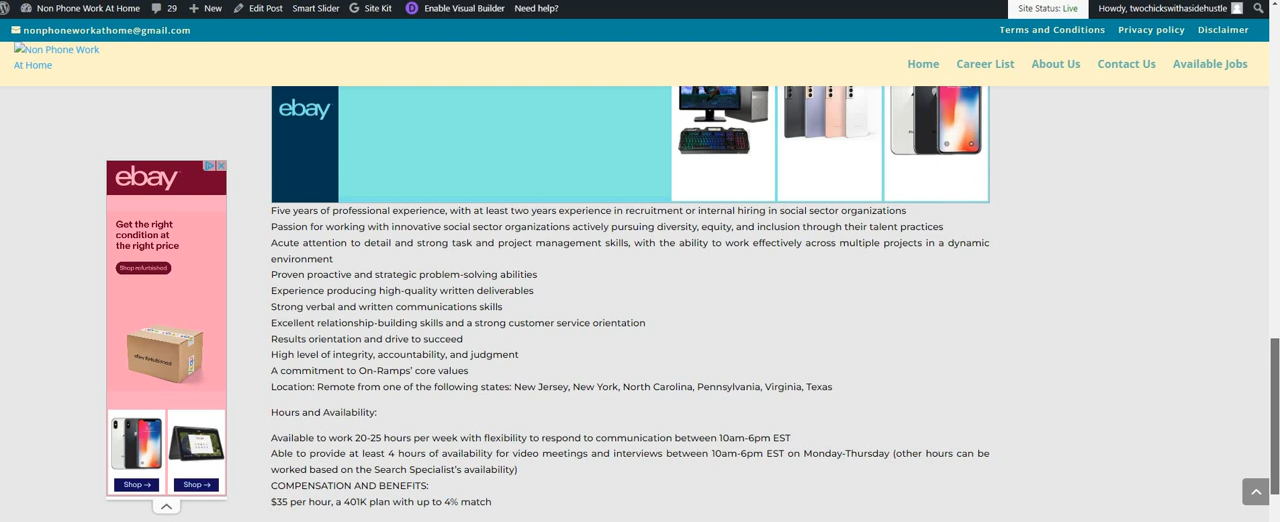 Non Phone Work At Home 29 New Edit Post Smart Slider Site Kit D Enable Visual Builder Need help? Site Status: Live Howdy, twochickswithasidehustle
nonphoneworkathome@gmail.com Terms and Conditions Privacy policy Disclaimer
Non Phone Work
At Home
Home Career List About Us Contact Us Available Jobs
ebay
ebay
Get the right
condition at
the right price
Shop refurbished
ebay Refurbished
Shop → Shop →
Five years of professional experience, with at least two years experience in recruitment or internal hiring in social sector organizations
Passion for working with innovative social sector organizations actively pursuing diversity, equity, and inclusion through their talent practices
Acute attention to detail and strong task and project management skills, with the ability to work effectively across multiple projects in a dynamic
environment
Proven proactive and strategic problem-solving abilities
Experience producing high-quality written deliverables
Strong verbal and written communications skills
Excellent relationship-building skills and a strong customer service orientation
Results orientation and drive to succeed
High level of integrity, accountability, and judgment
A commitment to On-Ramps’ core values
Location: Remote from one of the following states: New Jersey, New York, North Carolina, Pennsylvania, Virginia, Texas
Hours and Availability:
Available to work 20-25 hours per week with flexibility to respond to communication between 10am-6pm EST
Able to provide at least 4 hours of availability for video meetings and interviews between 10am-6pm EST on Monday-Thursday (other hours can be
worked based on the Search Specialist’s availability)
COMPENSATION AND BENEFITS:
$35 per hour, a 401K plan with up to 4% match